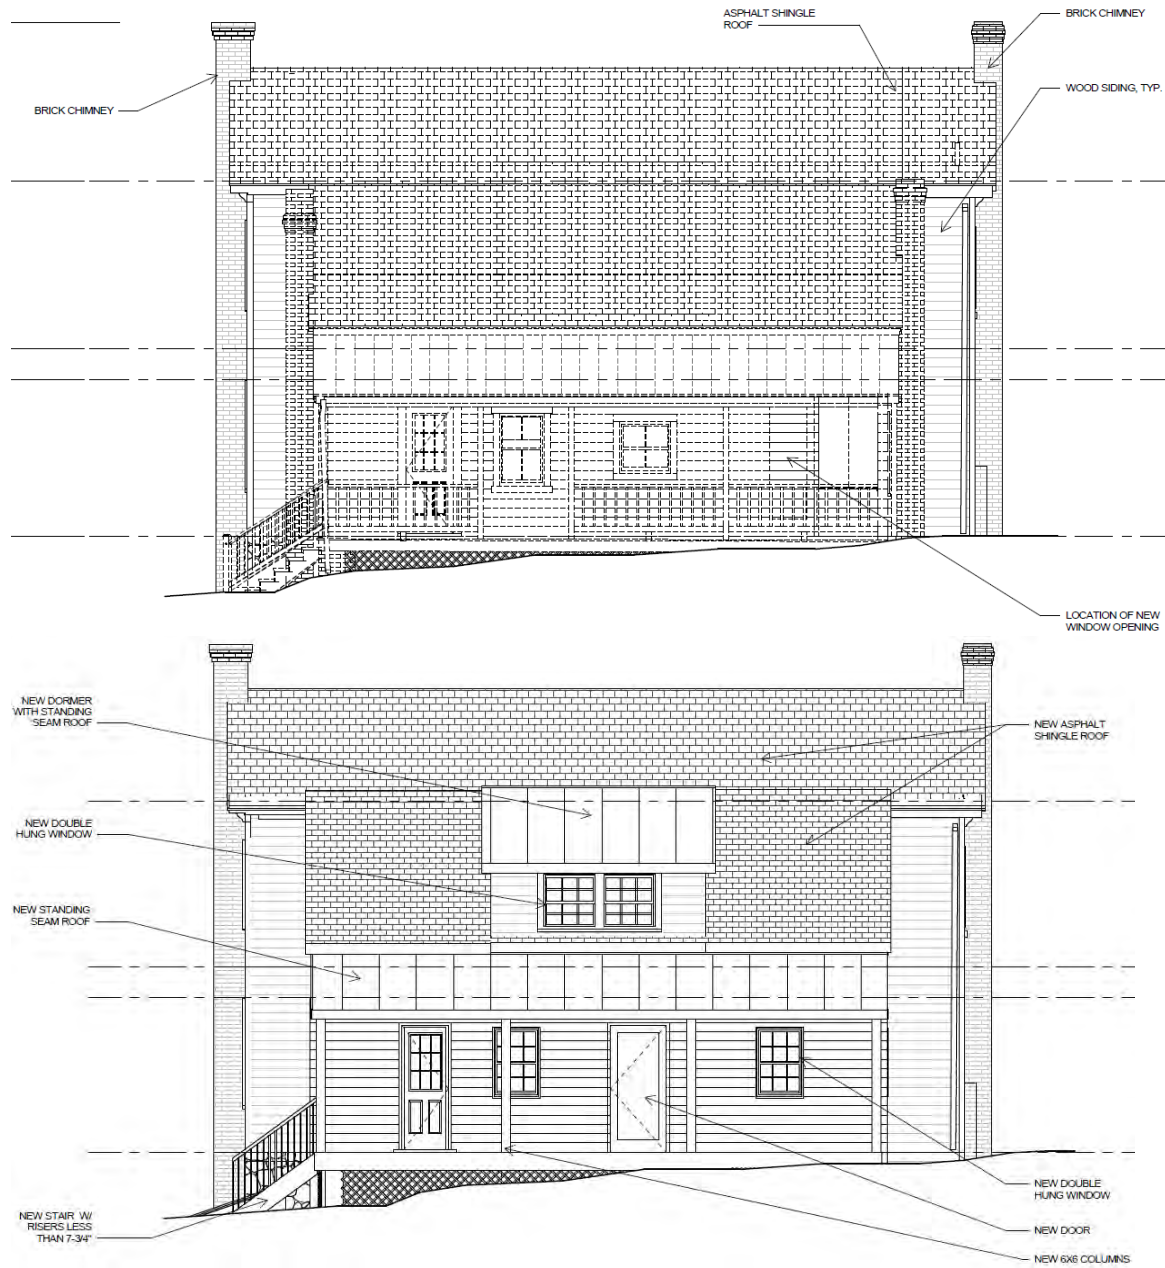 ASPHALT SHINGLE
ROOF
BRICK CHIMNEY
WOOD SIDING, TYP.
BRICK CHIMNEY
LOCATION OF NEW
WINDOW OPENING
NEW DORMER
WITH STANDING
SEAM ROOF
NEW ASPHALT
SHINGLE ROOF
NEW DOUBLE
HUNG WINDOW
NEW STANDING
SEAM ROOF
NEW DOUBLE
HUNG WINDOW
NEW STAIR W/
RISERS LESS
THAN 7-3/4"
NEW DOOR
NEW 6X6 COLUMNS